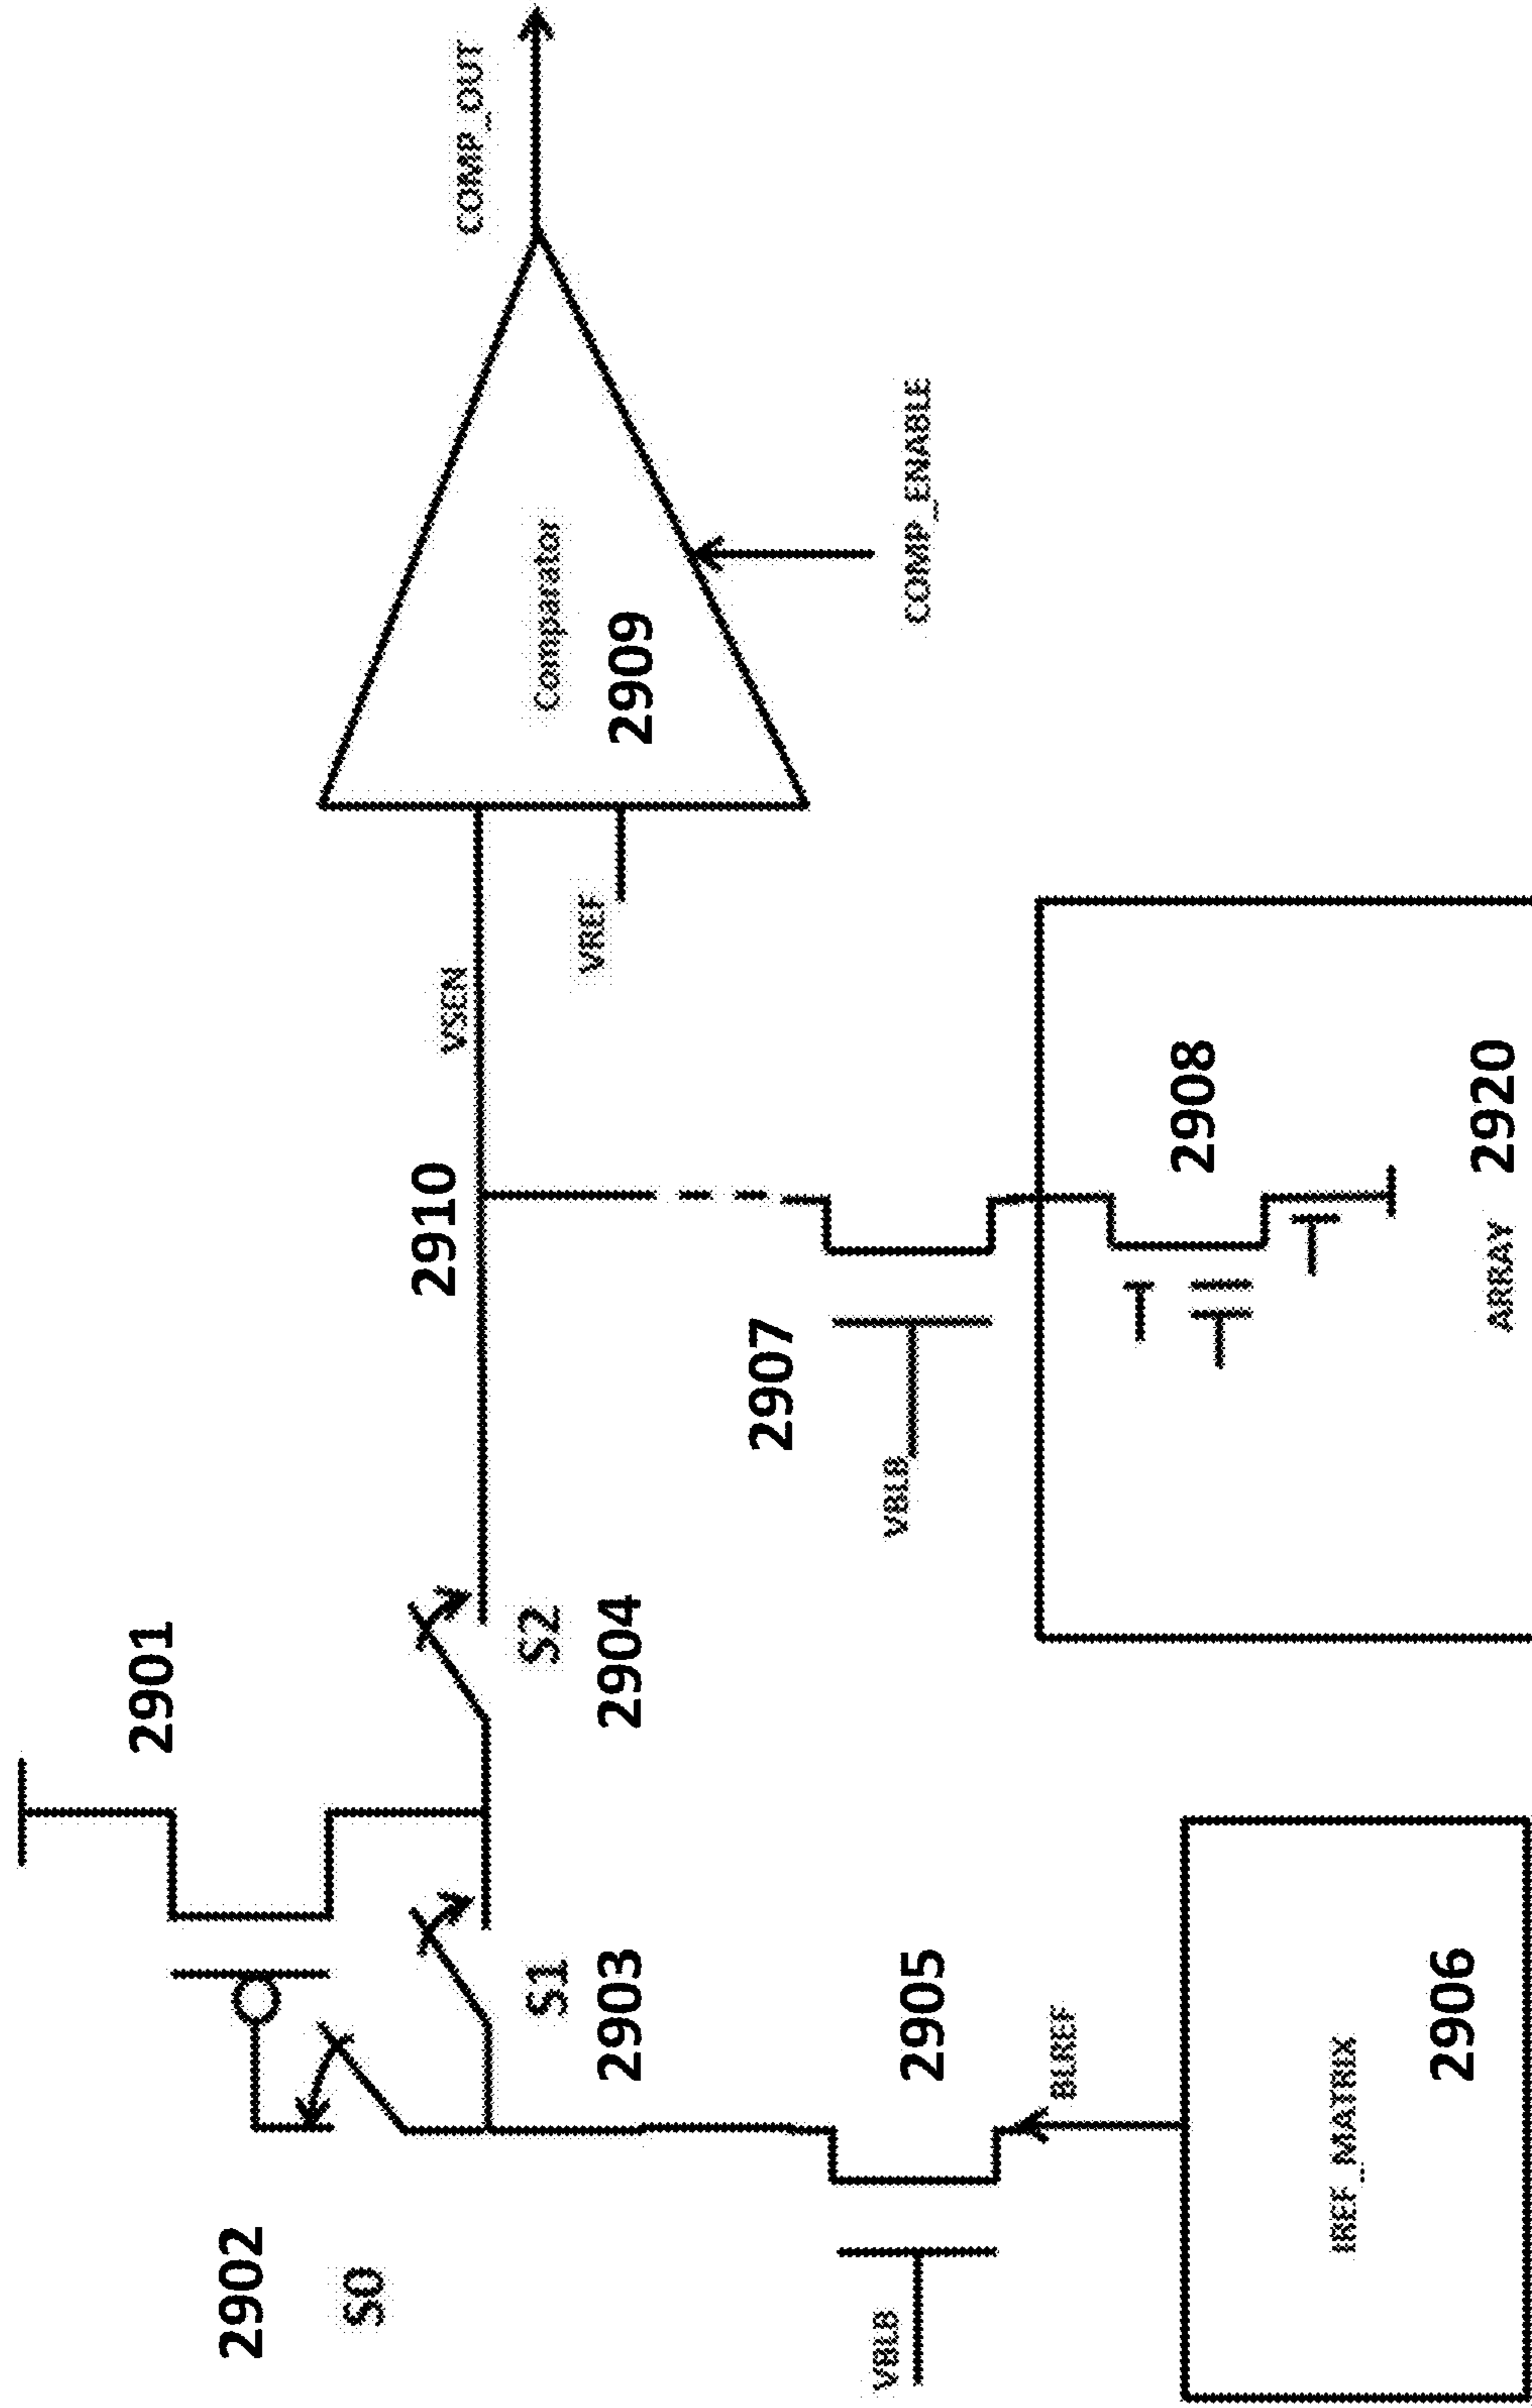 2901
2902
S0
S1
2903
S2
2904
2910
VSEN
VREF
Comparator
2909
COMP_OUT
COMP_ENABLE
VBLB
2905
BLREF
IREF_MATRIX
2906
VBLB
2907
2908
ARRAY
2920